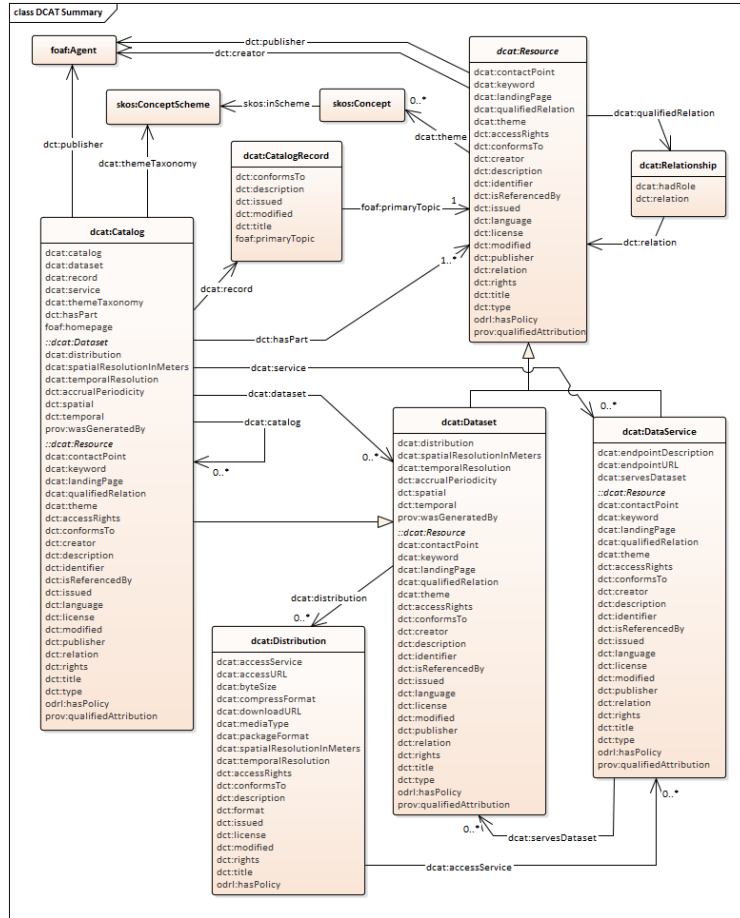 class DCAT Summary
foaf:Agent
dct:publisher
dct:creator
dcat:Resource
dcat:contactPoint
dcat:keyword
dcat:landingPage
dcat:qualifiedRelation
dcat:theme
dct:accessRights
dct:conformsTo
dct:creator
dct:description
dct:identifier
dct:isReferencedBy
dct:issued
dct:language
dct:license
dct:modified
dct:publisher
dct:relation
dct:rights
dct:title
dct:type
odrl:hasPolicy
prov:qualifiedAttribution
skos:ConceptScheme
skos:inScheme
skos:Concept
0..*
dcat:theme
dcat:qualifiedRelation
dct:publisher
dcat:themeTaxonomy
dcat:CatalogRecord
dct:conformsTo
dct:description
dct:issued
dct:modified
dct:title
foaf:primaryTopic
foaf:primaryTopic
1
dcat:Relationship
dcat:hadRole
dct:relation
dct:relation
dcat:Catalog
dcat:catalog
dcat:dataset
dcat:record
dcat:service
dcat:themeTaxonomy
dct:hasPart
foaf:homepage
::dcat:Dataset
dcat:distribution
dcat:spatialResolutionInMeters
dcat:temporalResolution
dct:accrualPeriodicity
dct:spatial
dct:temporal
prov:wasGeneratedBy
::dcat:Resource
dcat:contactPoint
dcat:keyword
dcat:landingPage
dcat:qualifiedRelation
dcat:theme
dct:accessRights
dct:conformsTo
dct:creator
dct:description
dct:identifier
dct:isReferencedBy
dct:issued
dct:language
dct:license
dct:modified
dct:publisher
dct:relation
dct:rights
dct:title
dct:type
odrl:hasPolicy
prov:qualifiedAttribution
dcat:record
1..*
dct:hasPart
dcat:service
0..*
dcat:dataset
0..*
dcat:catalog
0..*
dcat:Dataset
dcat:distribution
dcat:spatialResolutionInMeters
dcat:temporalResolution
dct:accrualPeriodicity
dct:spatial
dct:temporal
prov:wasGeneratedBy
::dcat:Resource
dcat:contactPoint
dcat:keyword
dcat:landingPage
dcat:qualifiedRelation
dcat:theme
dct:accessRights
dct:conformsTo
dct:creator
dct:description
dct:identifier
dct:isReferencedBy
dct:issued
dct:language
dct:license
dct:modified
dct:publisher
dct:relation
dct:rights
dct:title
dct:type
odrl:hasPolicy
prov:qualifiedAttribution
dcat:DataService
dcat:endpointDescription
dcat:endpointURL
dcat:servesDataset
::dcat:Resource
dcat:contactPoint
dcat:keyword
dcat:landingPage
dcat:qualifiedRelation
dcat:theme
dct:accessRights
dct:conformsTo
dct:creator
dct:description
dct:identifier
dct:isReferencedBy
dct:issued
dct:language
dct:license
dct:modified
dct:publisher
dct:relation
dct:rights
dct:title
dct:type
odrl:hasPolicy
prov:qualifiedAttribution
dcat:distribution
0..*
dcat:Distribution
dcat:accessService
dcat:accessURL
dcat:byteSize
dcat:compressFormat
dcat:downloadURL
dcat:mediaType
dcat:packageFormat
dcat:spatialResolutionInMeters
dcat:temporalResolution
dct:accessRights
dct:conformsTo
dct:description
dct:format
dct:issued
dct:license
dct:modified
dct:rights
dct:title
odrl:hasPolicy
0..*
dcat:servesDataset
0..*
dcat:accessService